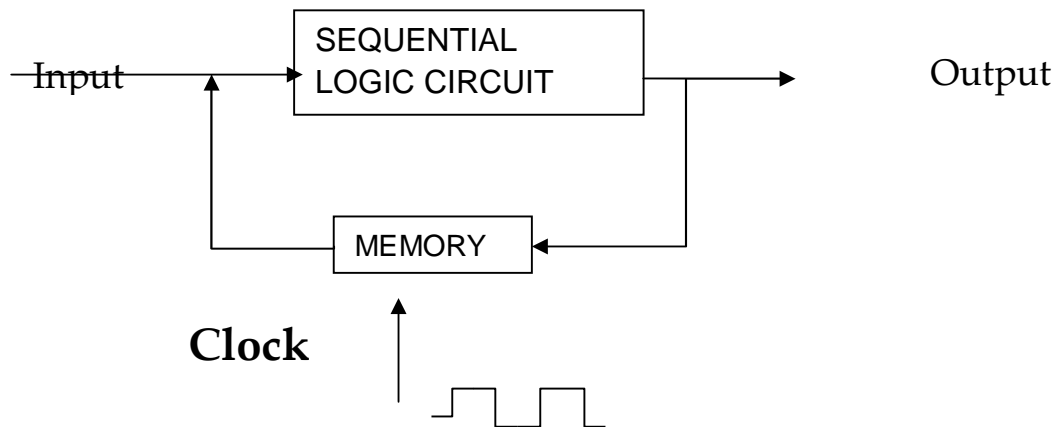 SEQUENTIAL
LOGIC CIRCUIT
Input
Output
MEMORY
Clock